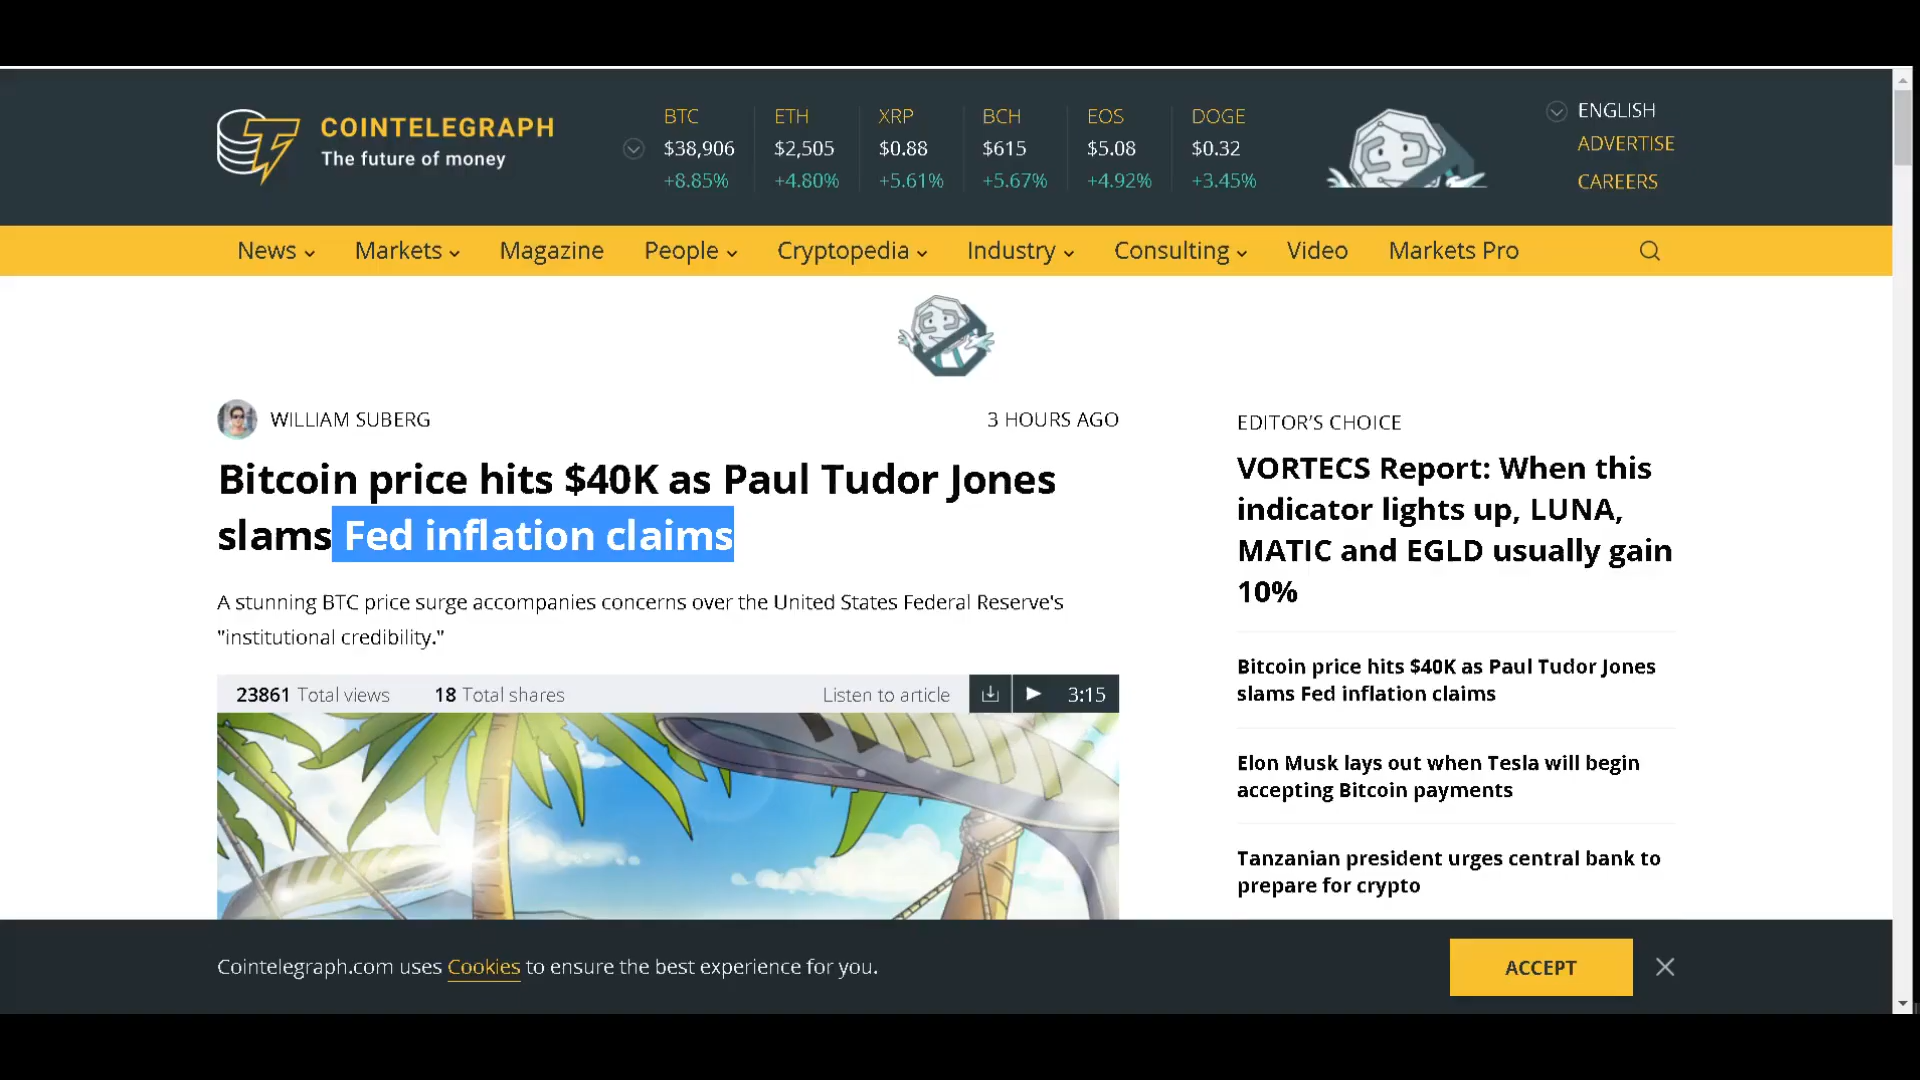 COINTELEGRAPH
The future of money
BTC ETH XRP BCH EOS DOGE
$38,906 $2,505 $0.88 $615 $5.08 $0.32
+8.85% +4.80% +5.61% +5.67% +4.92% +3.45%
ENGLISH
ADVERTISE
CAREERS
News Markets Magazine People Cryptopedia Industry Consulting Video Markets Pro
WILLIAM SUBERG 3 HOURS AGO
Bitcoin price hits $40K as Paul Tudor Jones
slams Fed inflation claims
A stunning BTC price surge accompanies concerns over the United States Federal Reserve's
"institutional credibility."
23861 Total views 18 Total shares Listen to article 3:15
EDITOR'S CHOICE
VORTECS Report: When this
indicator lights up, LUNA,
MATIC and EGLD usually gain
10%
Bitcoin price hits $40K as Paul Tudor Jones
slams Fed inflation claims
Elon Musk lays out when Tesla will begin
accepting Bitcoin payments
Tanzanian president urges central bank to
prepare for crypto
Cointelegraph.com uses Cookies to ensure the best experience for you.
ACCEPT